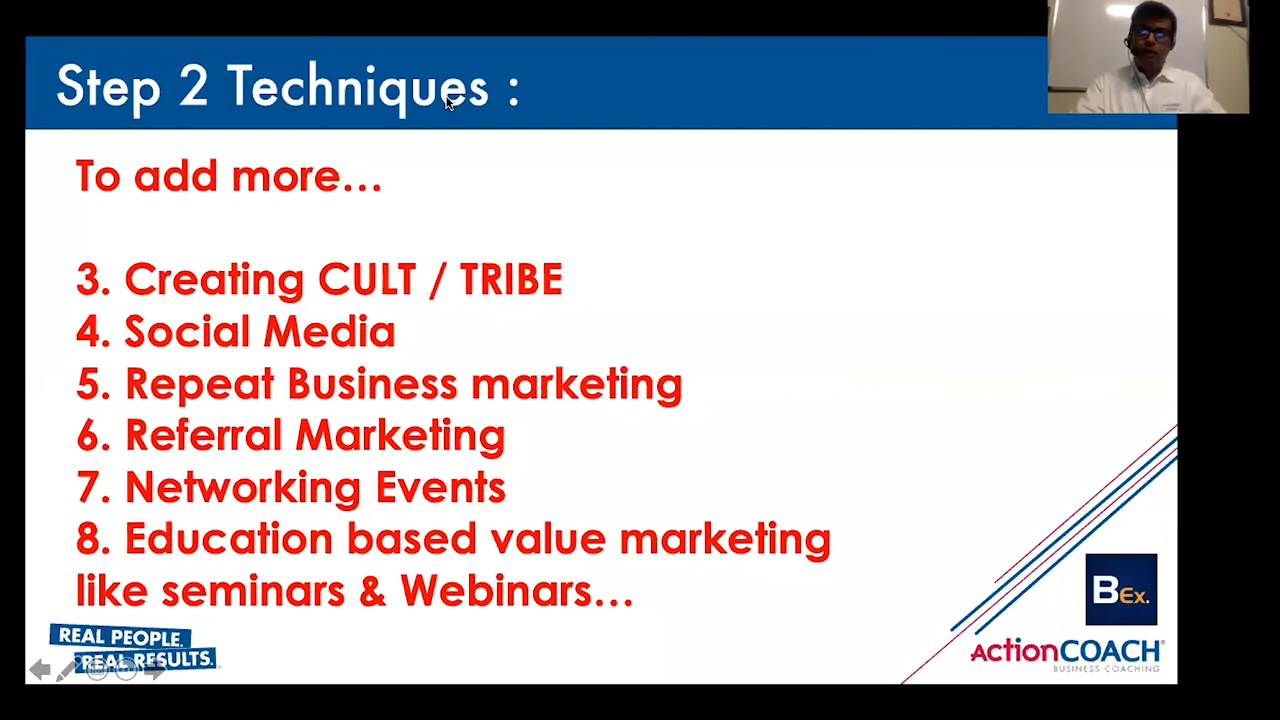 Step 2 Techniques :
To add more...
3. Creating CULT / TRIBE
4. Social Media
5. Repeat Business marketing
6. Referral Marketing
7. Networking Events
8. Education based value marketing
like seminars & Webinars...
REAL PEOPLE.
REAL RESULTS.
BEx.
ActionCOACH
BUSINESS COACHING